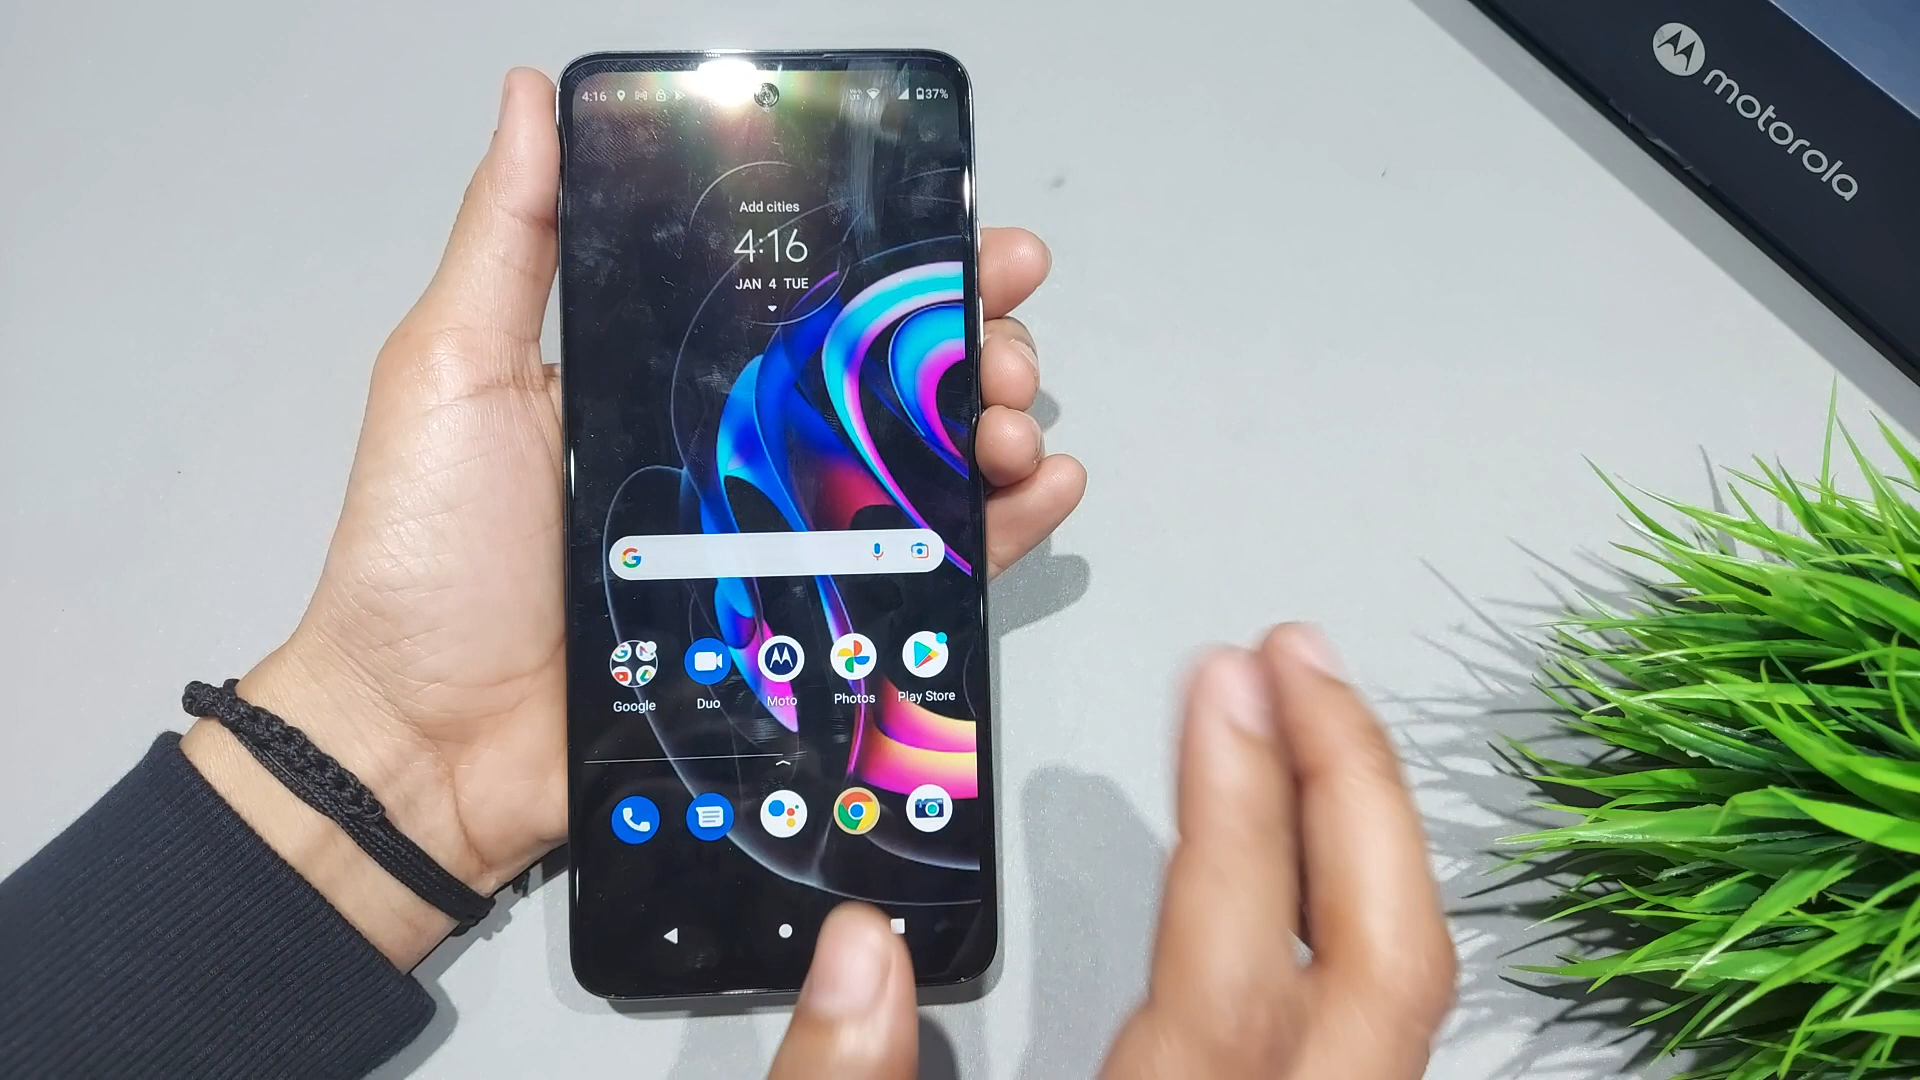 4:16
37%
motorola
Add cities
4:16
JAN 4 TUE
Google
Duo
Moto
Photos
Play Store